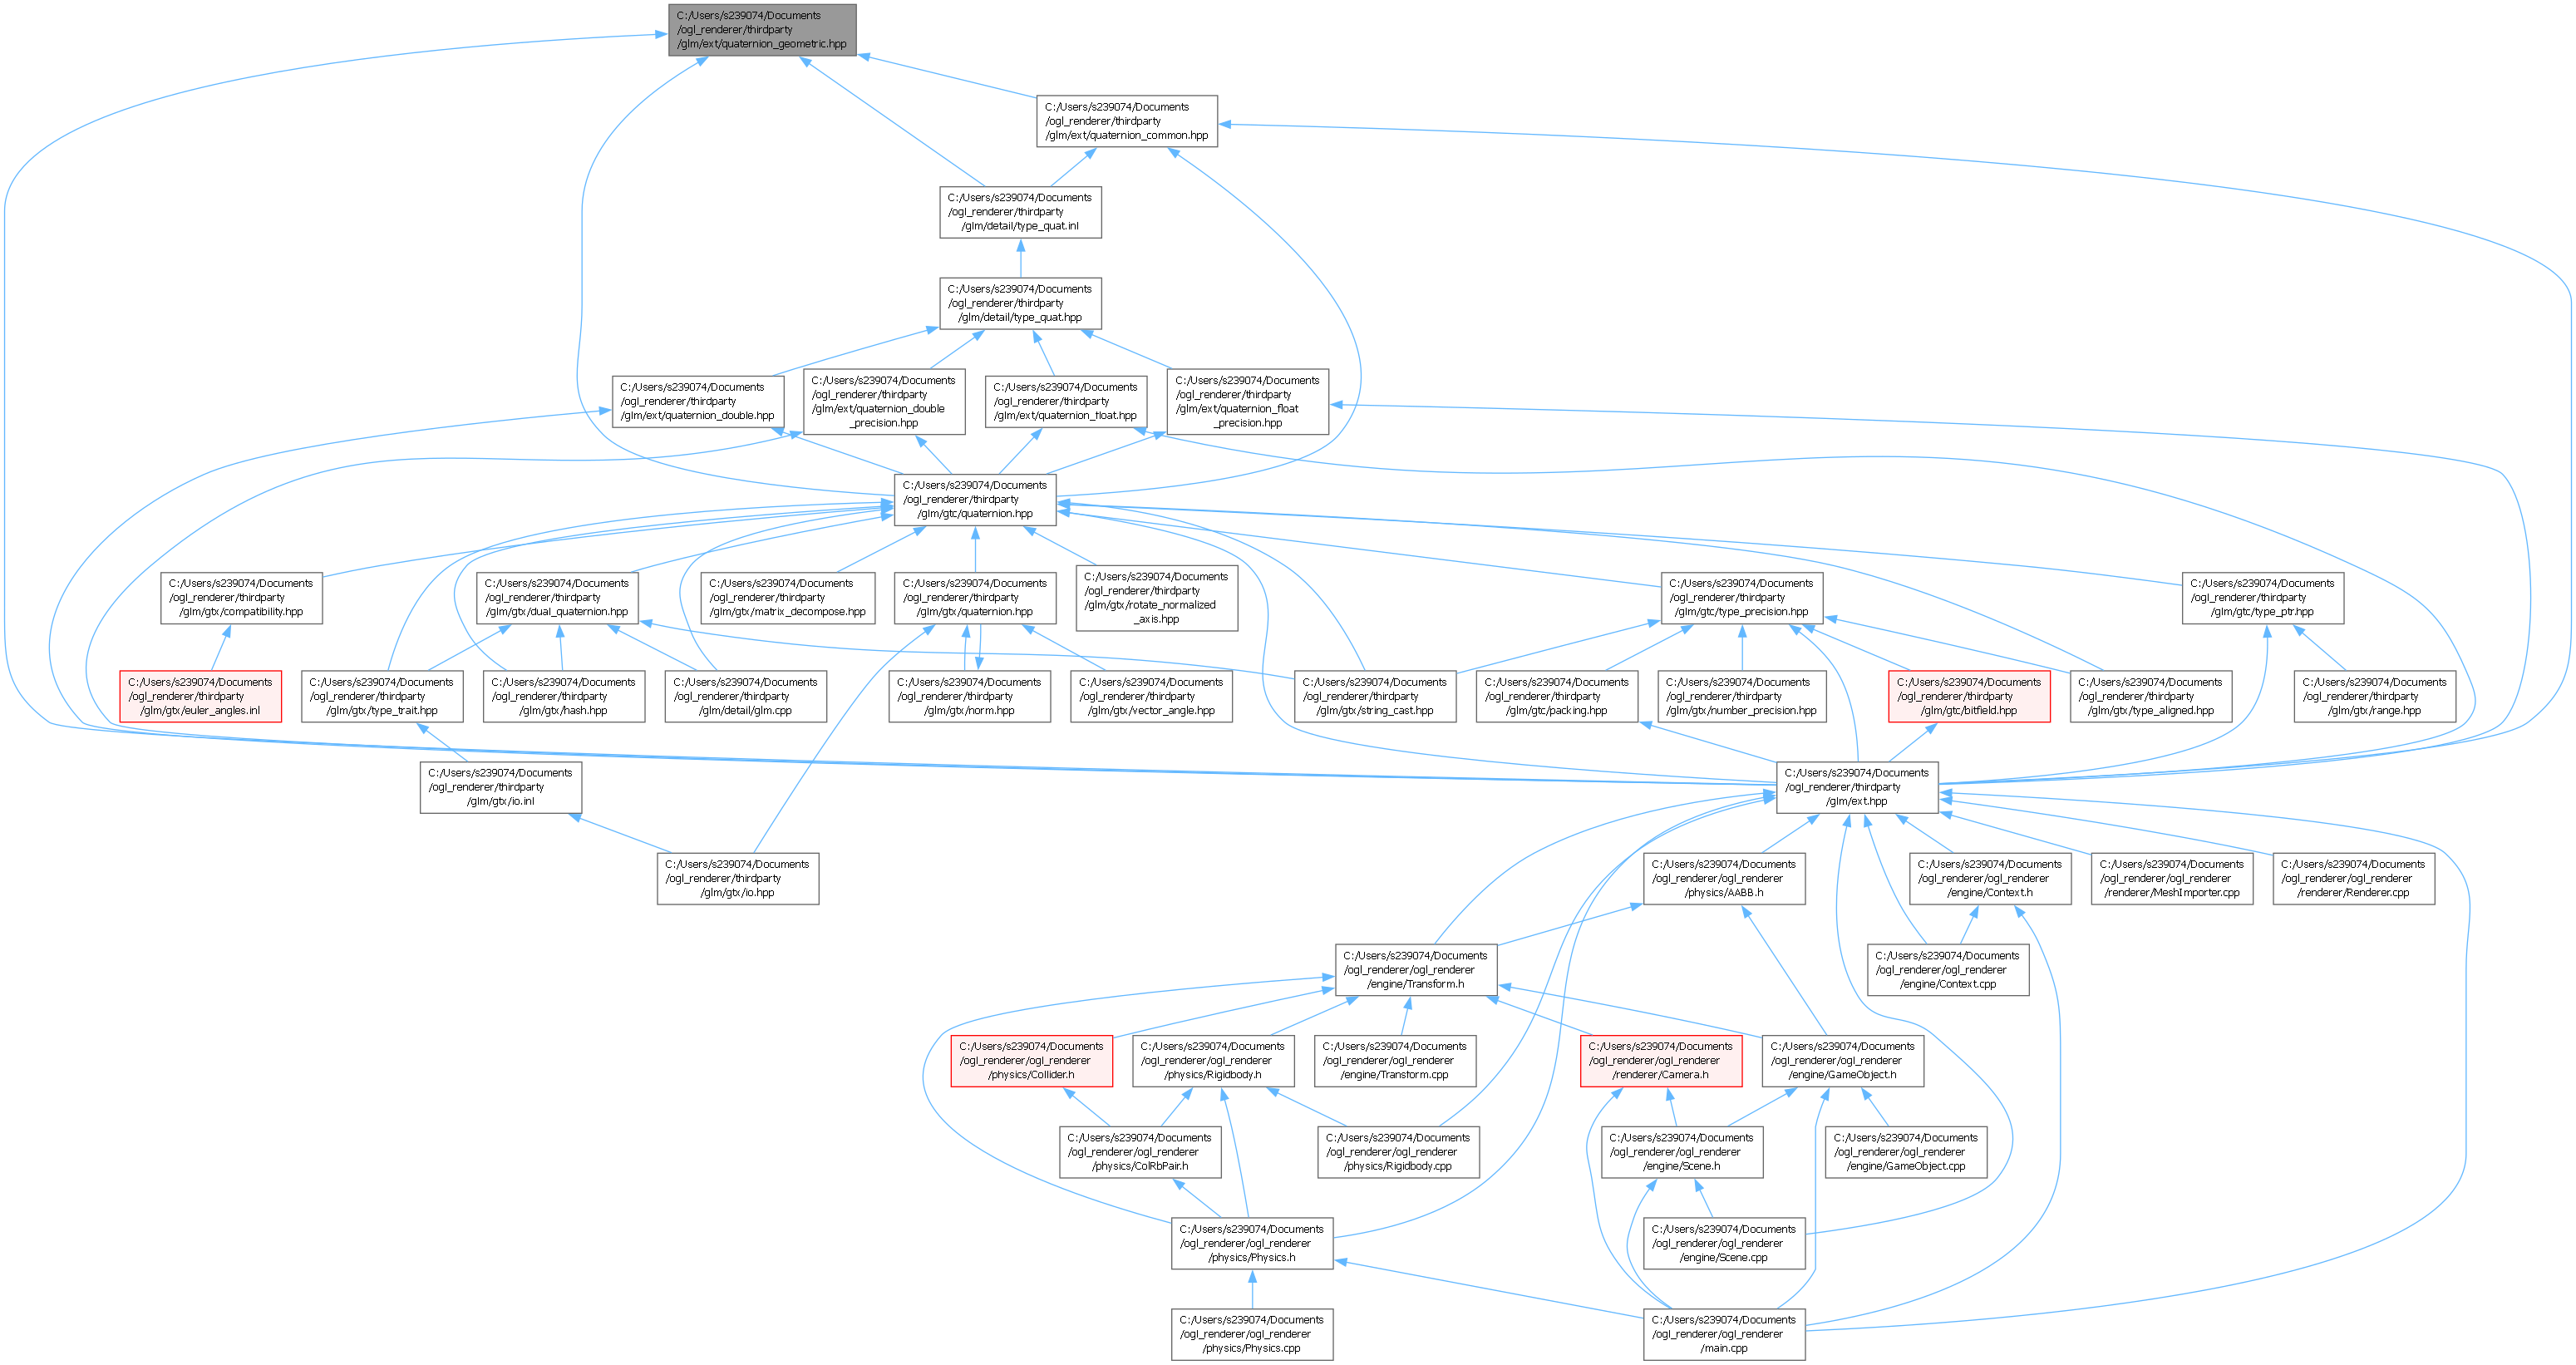 C:/Users/s239074/Documents
/ogl_renderer/thirdparty
/glm/ext/quaternion_geometric.hpp
C:/Users/s239074/Documents
/ogl_renderer/thirdparty
/glm/ext/quaternion_common.hpp
C:/Users/s239074/Documents
/ogl_renderer/thirdparty
/glm/detail/type_quat.inl
C:/Users/s239074/Documents
/ogl_renderer/thirdparty
/glm/detail/type_quat.hpp
C:/Users/s239074/Documents
/ogl_renderer/thirdparty
/glm/ext/quaternion_double.hpp
C:/Users/s239074/Documents
/ogl_renderer/thirdparty
/glm/ext/quaternion_double
_precision.hpp
C:/Users/s239074/Documents
/ogl_renderer/thirdparty
/glm/ext/quaternion_float.hpp
C:/Users/s239074/Documents
/ogl_renderer/thirdparty
/glm/ext/quaternion_float
_precision.hpp
C:/Users/s239074/Documents
/ogl_renderer/thirdparty
/glm/gtc/quaternion.hpp
C:/Users/s239074/Documents
/ogl_renderer/thirdparty
/glm/gtx/compatibility.hpp
C:/Users/s239074/Documents
/ogl_renderer/thirdparty
/glm/gtx/dual_quaternion.hpp
C:/Users/s239074/Documents
/ogl_renderer/thirdparty
/glm/gtx/matrix_decompose.hpp
C:/Users/s239074/Documents
/ogl_renderer/thirdparty
/glm/gtx/quaternion.hpp
C:/Users/s239074/Documents
/ogl_renderer/thirdparty
/glm/gtx/rotate_normalized
_axis.hpp
C:/Users/s239074/Documents
/ogl_renderer/thirdparty
/glm/gtc/type_precision.hpp
C:/Users/s239074/Documents
/ogl_renderer/thirdparty
/glm/gtc/type_ptr.hpp
C:/Users/s239074/Documents
/ogl_renderer/thirdparty
/glm/gtx/euler_angles.inl
C:/Users/s239074/Documents
/ogl_renderer/thirdparty
/glm/gtx/type_trait.hpp
C:/Users/s239074/Documents
/ogl_renderer/thirdparty
/glm/gtx/hash.hpp
C:/Users/s239074/Documents
/ogl_renderer/thirdparty
/glm/detail/glm.cpp
C:/Users/s239074/Documents
/ogl_renderer/thirdparty
/glm/gtx/norm.hpp
C:/Users/s239074/Documents
/ogl_renderer/thirdparty
/glm/gtx/vector_angle.hpp
C:/Users/s239074/Documents
/ogl_renderer/thirdparty
/glm/gtx/string_cast.hpp
C:/Users/s239074/Documents
/ogl_renderer/thirdparty
/glm/gtc/packing.hpp
C:/Users/s239074/Documents
/ogl_renderer/thirdparty
/glm/gtx/number_precision.hpp
C:/Users/s239074/Documents
/ogl_renderer/thirdparty
/glm/gtc/bitfield.hpp
C:/Users/s239074/Documents
/ogl_renderer/thirdparty
/glm/gtx/type_aligned.hpp
C:/Users/s239074/Documents
/ogl_renderer/thirdparty
/glm/gtx/range.hpp
C:/Users/s239074/Documents
/ogl_renderer/thirdparty
/glm/gtx/io.inl
C:/Users/s239074/Documents
/ogl_renderer/thirdparty
/glm/ext.hpp
C:/Users/s239074/Documents
/ogl_renderer/thirdparty
/glm/gtx/io.hpp
C:/Users/s239074/Documents
/ogl_renderer/ogl_renderer
/physics/AABB.h
C:/Users/s239074/Documents
/ogl_renderer/ogl_renderer
/engine/Context.h
C:/Users/s239074/Documents
/ogl_renderer/ogl_renderer
/renderer/MeshImporter.cpp
C:/Users/s239074/Documents
/ogl_renderer/ogl_renderer
/renderer/Renderer.cpp
C:/Users/s239074/Documents
/ogl_renderer/ogl_renderer
/engine/Transform.h
C:/Users/s239074/Documents
/ogl_renderer/ogl_renderer
/engine/Context.cpp
C:/Users/s239074/Documents
/ogl_renderer/ogl_renderer
/physics/Collider.h
C:/Users/s239074/Documents
/ogl_renderer/ogl_renderer
/physics/Rigidbody.h
C:/Users/s239074/Documents
/ogl_renderer/ogl_renderer
/engine/Transform.cpp
C:/Users/s239074/Documents
/ogl_renderer/ogl_renderer
/renderer/Camera.h
C:/Users/s239074/Documents
/ogl_renderer/ogl_renderer
/engine/GameObject.h
C:/Users/s239074/Documents
/ogl_renderer/ogl_renderer
/physics/ColRbPair.h
C:/Users/s239074/Documents
/ogl_renderer/ogl_renderer
/physics/Rigidbody.cpp
C:/Users/s239074/Documents
/ogl_renderer/ogl_renderer
/engine/Scene.h
C:/Users/s239074/Documents
/ogl_renderer/ogl_renderer
/engine/GameObject.cpp
C:/Users/s239074/Documents
/ogl_renderer/ogl_renderer
/physics/Physics.h
C:/Users/s239074/Documents
/ogl_renderer/ogl_renderer
/engine/Scene.cpp
C:/Users/s239074/Documents
/ogl_renderer/ogl_renderer
/physics/Physics.cpp
C:/Users/s239074/Documents
/ogl_renderer/ogl_renderer
/main.cpp